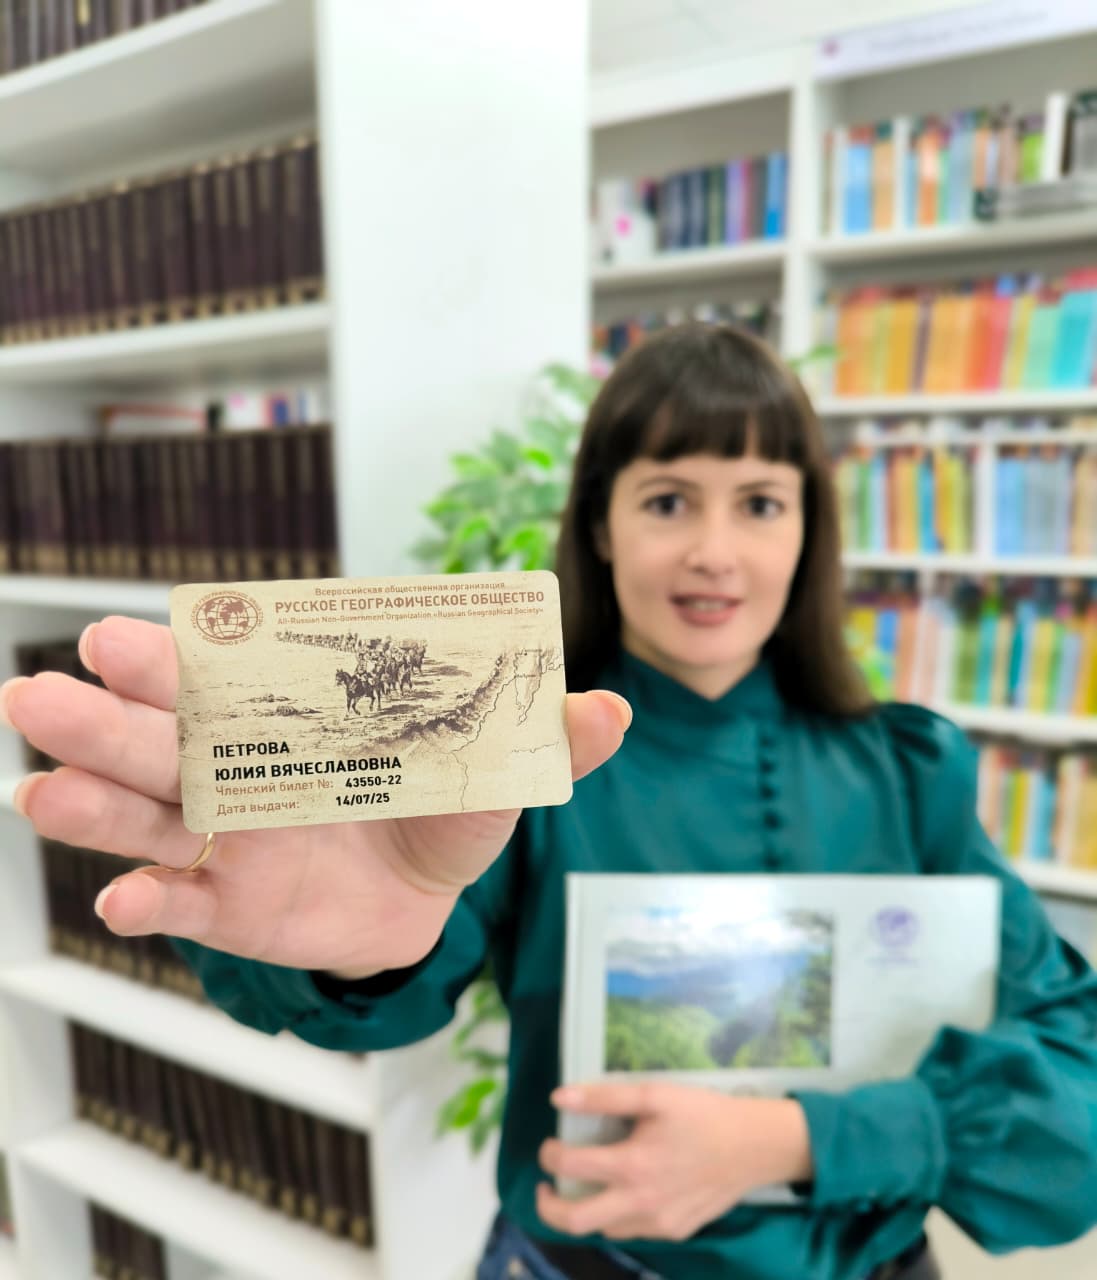 Всероссийская общественная организация
РУССКОЕ ГЕОГРАФИЧЕСКОЕ ОБЩЕСТВО
All-Russian Non-Government Organization «Russian Geographical Society»
ПЕТРОВА
ЮЛИЯ ВЯЧЕСЛАВОВНА
Членский билет №: 43550-22
Дата выдачи: 14/07/25